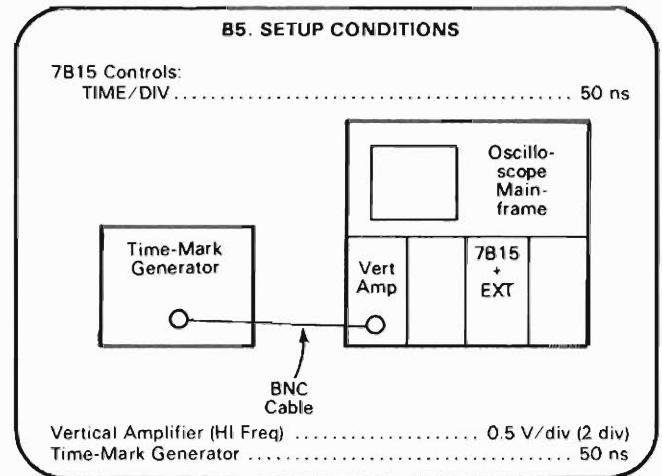 B5. SETUP CONDITIONS
7B15 Controls:
TIME/DIV ........................................ 50 ns
Oscillo-
scope
Main-
frame
Time-Mark
Generator
Vert
Amp
7B15
+
EXT
BNC
Cable
Vertical Amplifier (HI Freq) ...................... 0.5 V/div (2 div)
Time-Mark Generator ................................. 50 ns